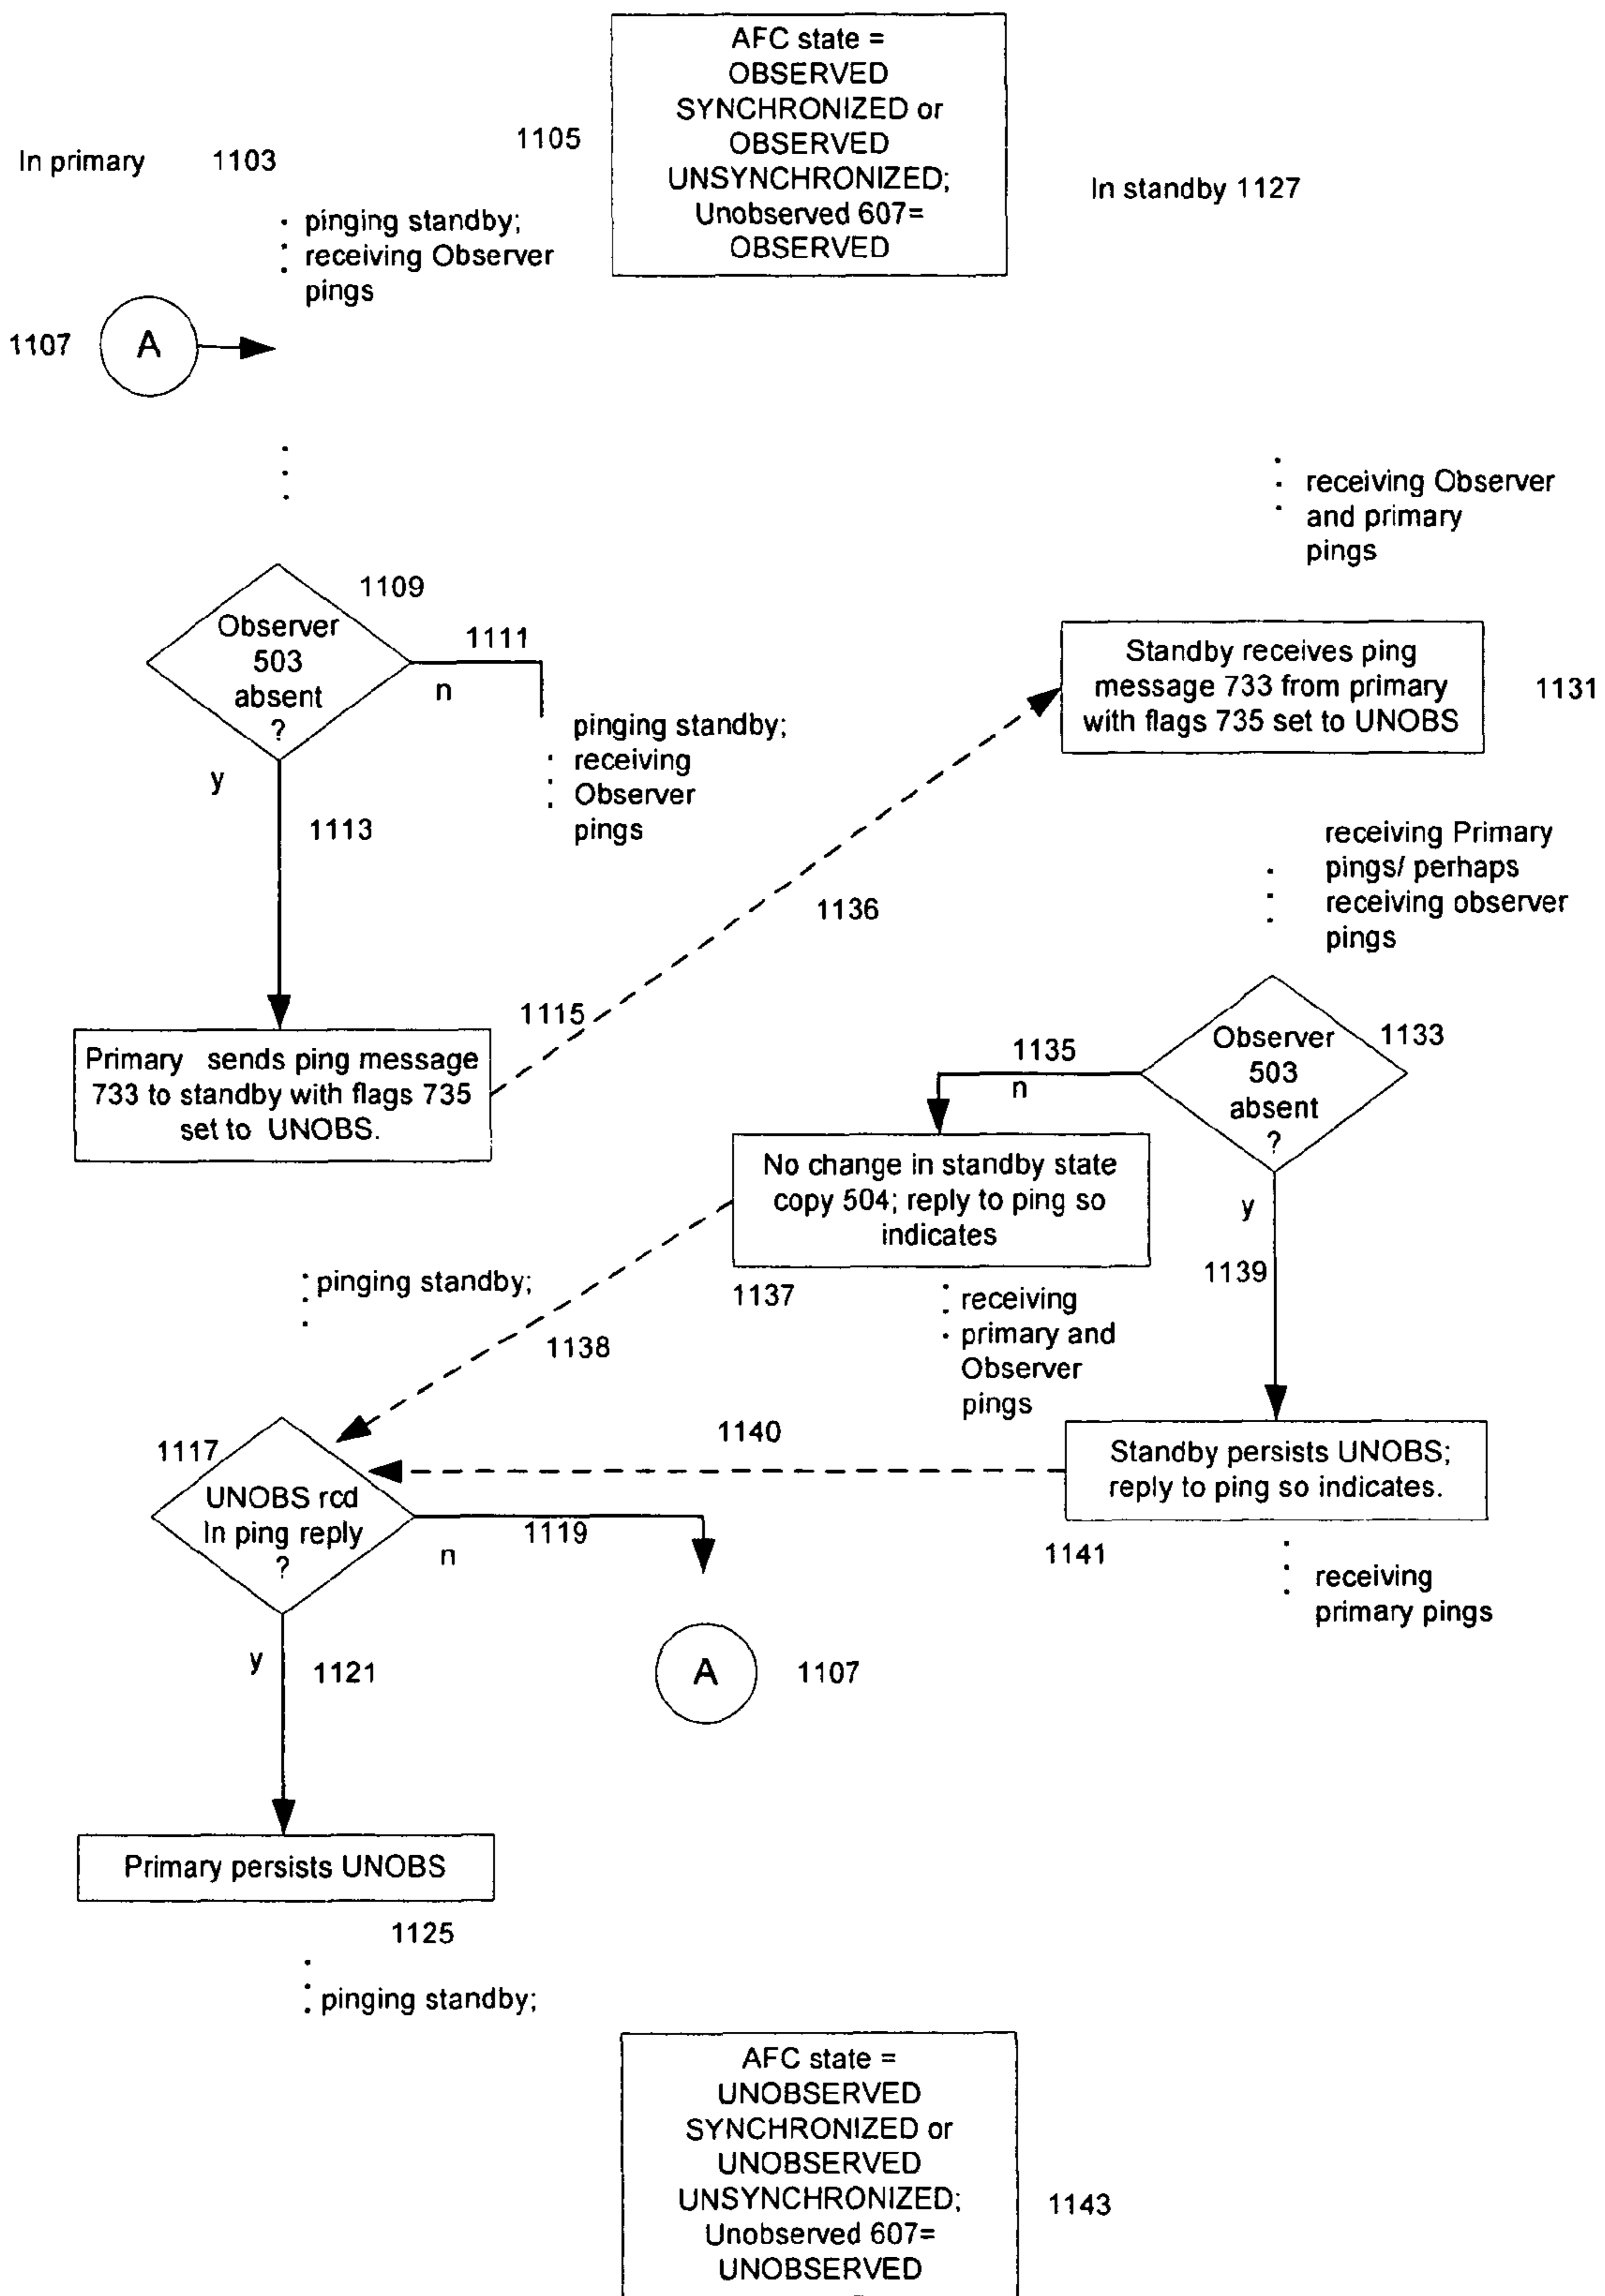 AFC state =
OBSERVED
SYNCHRONIZED or
OBSERVED
UNSYNCHRONIZED;
Unobserved 607=
OBSERVED
1105
In primary 1103
In standby 1127
pinging standby;
receiving Observer
pings
1107
A
receiving Observer
and primary
pings
1109
Observer
503
absent
?
1111
n
y
1113
pinging standby;
receiving
Observer
pings
Standby receives ping
message 733 from primary
with flags 735 set to UNOBS
1131
1136
receiving Primary
pings/ perhaps
receiving observer
pings
1115
Primary sends ping message
733 to standby with flags 735
set to UNOBS.
1133
Observer
503
absent
?
1135
n
y
1139
No change in standby state
copy 504; reply to ping so
indicates
1137
receiving
primary and
Observer
pings
pinging standby;
1138
1140
Standby persists UNOBS;
reply to ping so indicates.
1141
receiving
primary pings
1117
UNOBS rcd
In ping reply
?
1119
n
A
1107
y
1121
Primary persists UNOBS
1125
pinging standby;
AFC state =
UNOBSERVED
SYNCHRONIZED or
UNOBSERVED
UNSYNCHRONIZED;
Unobserved 607=
UNOBSERVED
1143